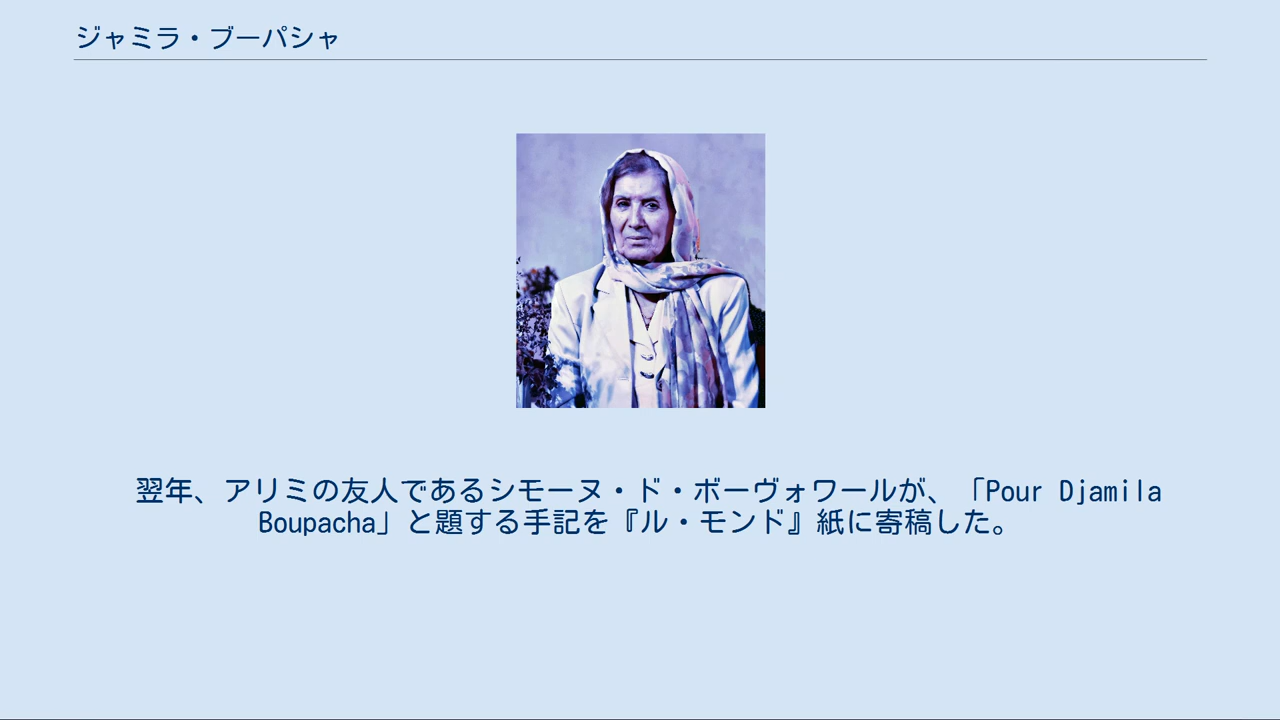 ジャミラ・ブーパシャ
翌年、アリミの友人であるシモーヌ・ド・ボーヴォワールが、「Pour Djamila
Boupacha」と題する手記を『ル・モンド』紙に寄稿した。